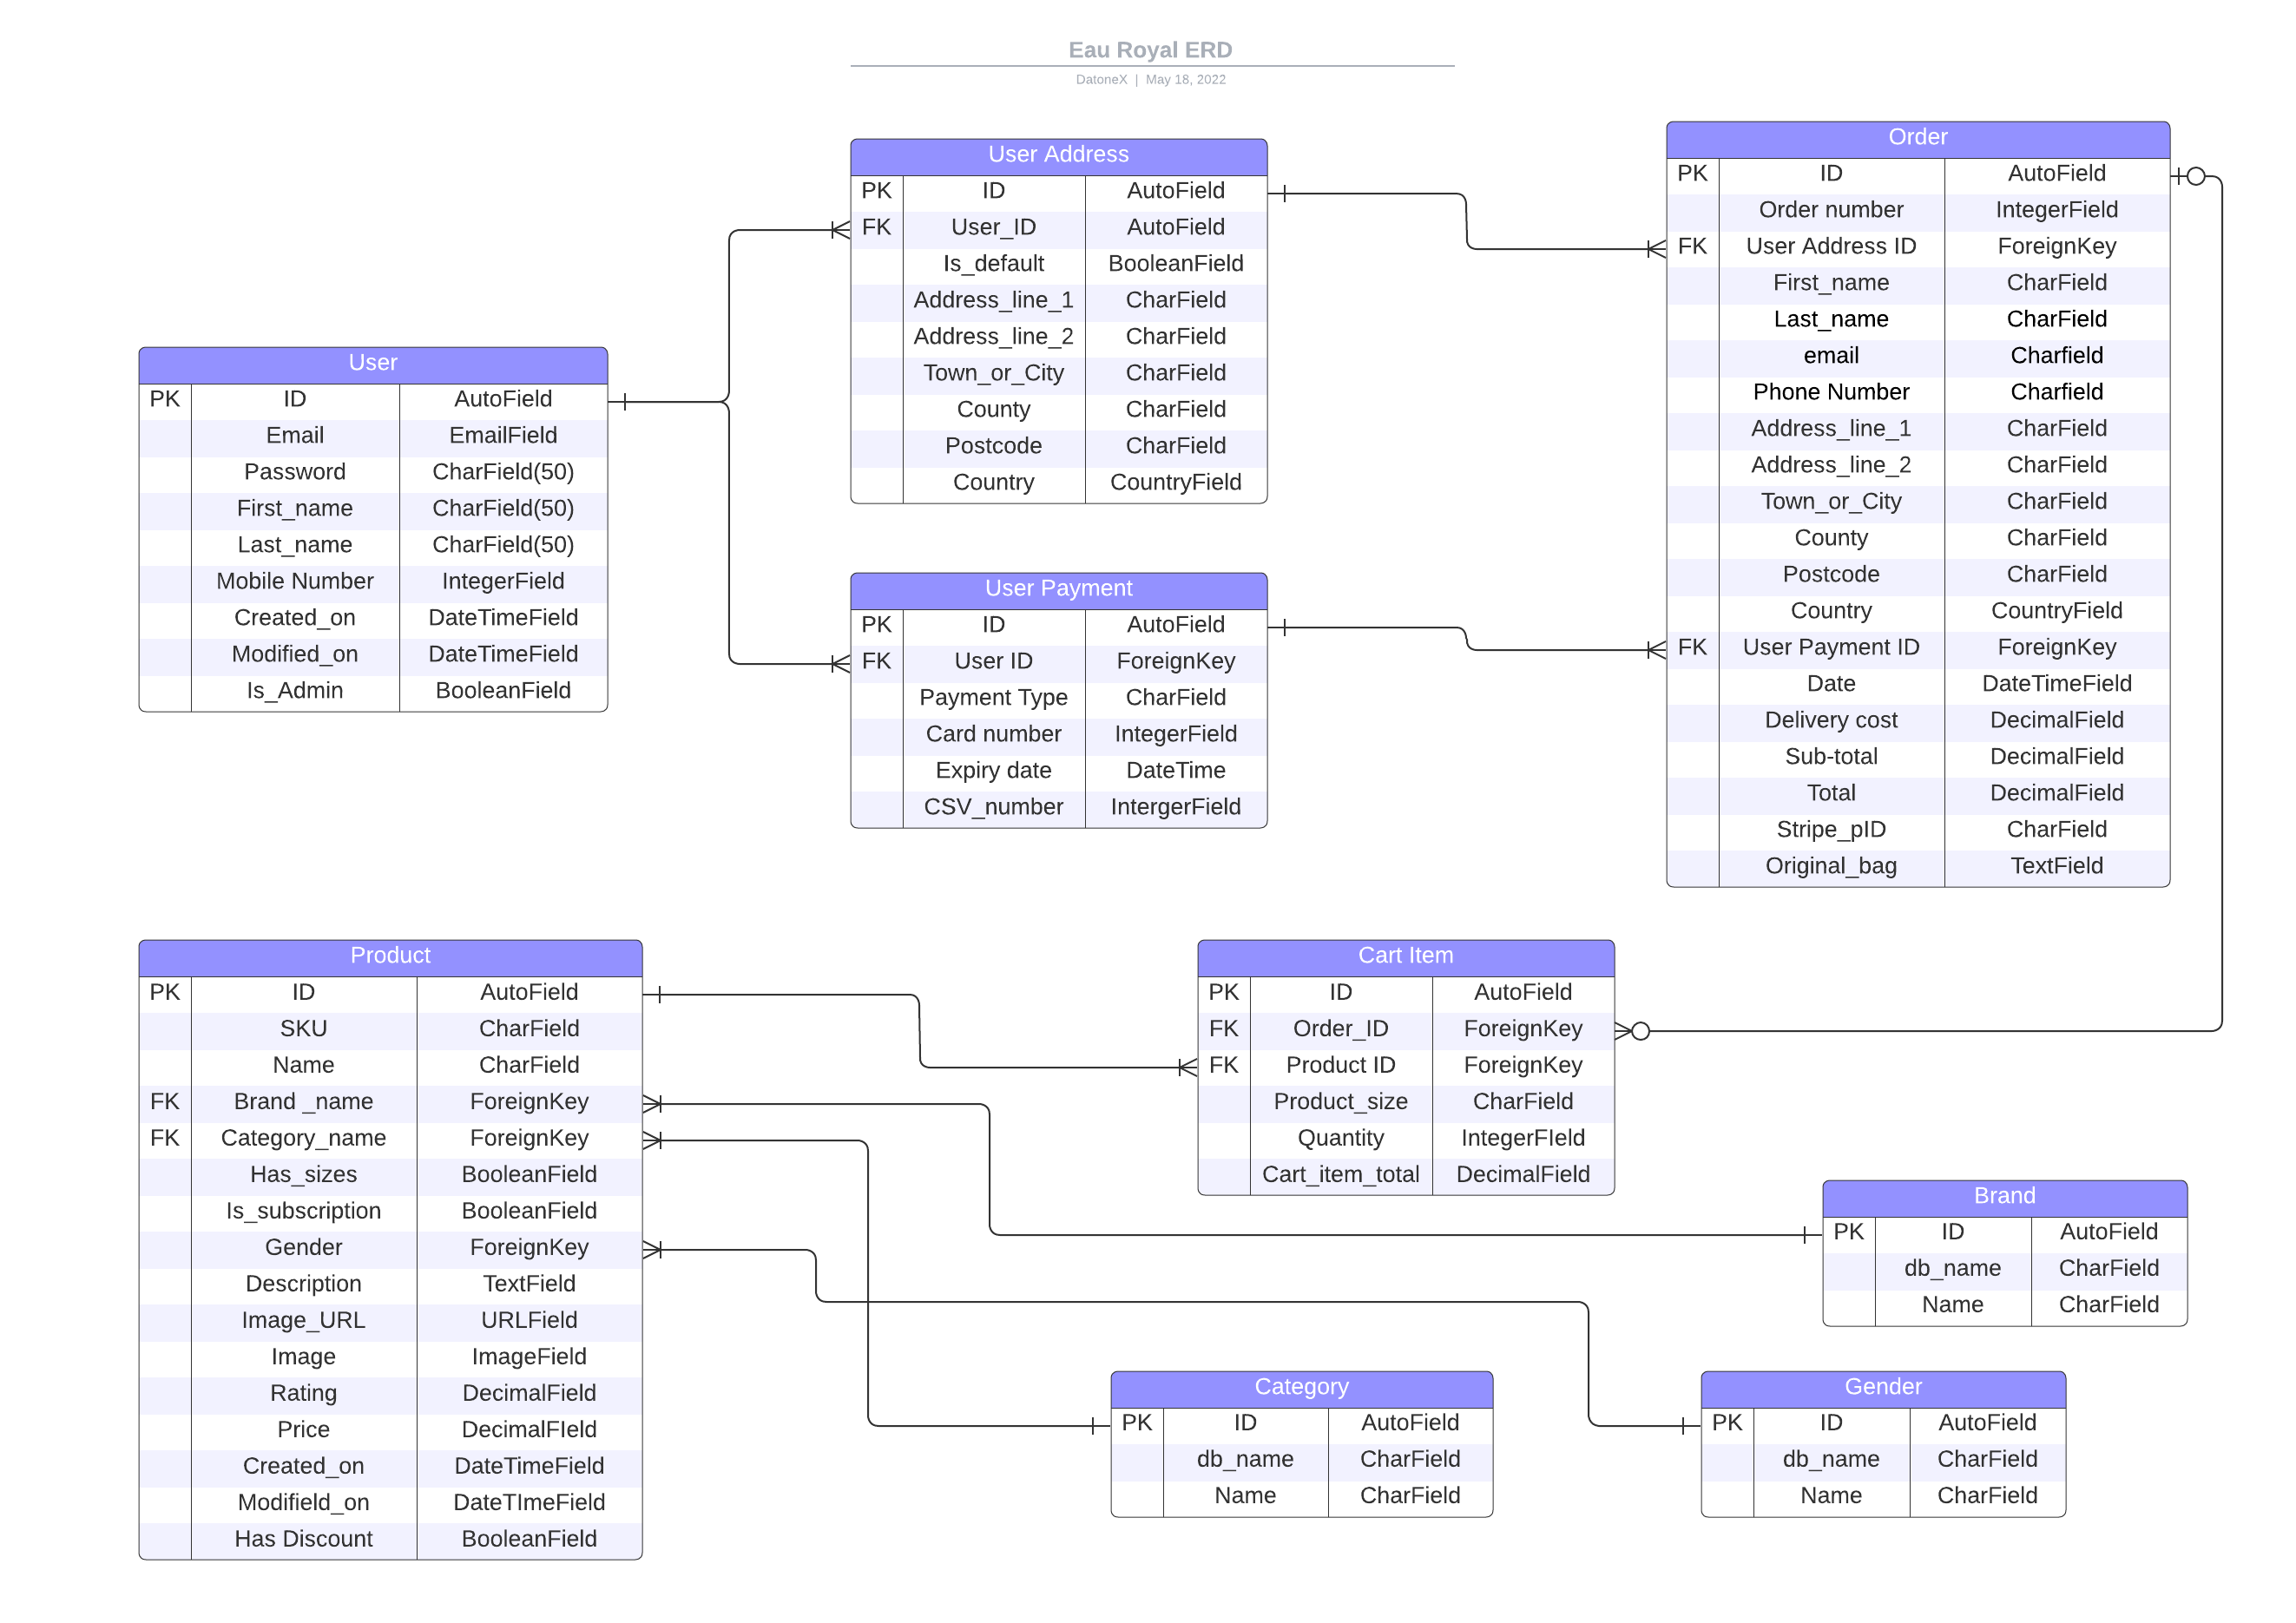 Eau Royal ERD
DatoneX | May 18, 2022
User Address
PK ID AutoField
FK User_ID AutoField
Is_default BooleanField
Address_line_1 CharField
Address_line_2 CharField
Town_or_City CharField
County CharField
Postcode CharField
Country CountryField
Order
PK ID AutoField
Order number IntegerField
FK User Address ID ForeignKey
First_name CharField
Last_name CharField
email Charfield
Phone Number Charfield
Address_line_1 CharField
Address_line_2 CharField
Town_or_City CharField
County CharField
Postcode CharField
Country CountryField
FK User Payment ID ForeignKey
Date DateTimeField
Delivery cost DecimalField
Sub-total DecimalField
Total DecimalField
Stripe_pID CharField
Original_bag TextField
User
PK ID AutoField
Email EmailField
Password CharField(50)
First_name CharField(50)
Last_name CharField(50)
Mobile Number IntegerField
Created_on DateTimeField
Modified_on DateTimeField
Is_Admin BooleanField
User Payment
PK ID AutoField
FK User ID ForeignKey
Payment Type CharField
Card number IntegerField
Expiry date DateTime
CSV_number IntergerField
Product
PK ID AutoField
SKU CharField
Name CharField
FK Brand _name ForeignKey
FK Category_name ForeignKey
Has_sizes BooleanField
Is_subscription BooleanField
Gender ForeignKey
Description TextField
Image_URL URLField
Image ImageField
Rating DecimalField
Price DecimalFIeld
Created_on DateTimeField
Modifield_on DateTImeField
Has Discount BooleanField
Cart Item
PK ID AutoField
FK Order_ID ForeignKey
FK Product ID ForeignKey
Product_size CharField
Quantity IntegerFIeld
Cart_item_total DecimalField
Brand
PK ID AutoField
db_name CharField
Name CharField
Category
PK ID AutoField
db_name CharField
Name CharField
Gender
PK ID AutoField
db_name CharField
Name CharField